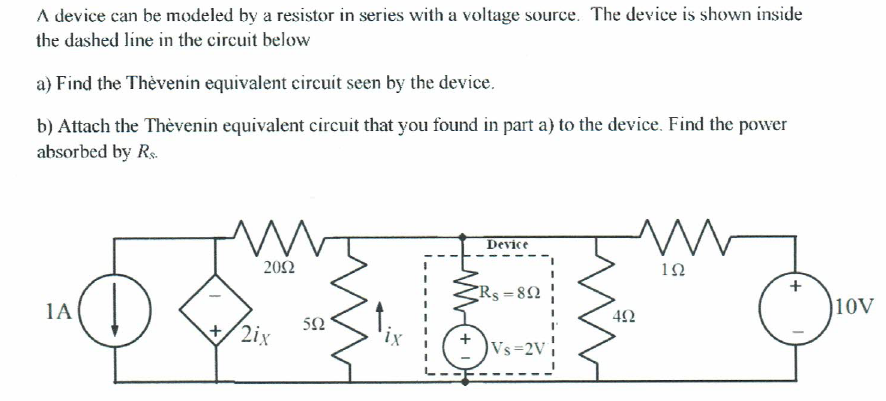 A device can be modeled by a resistor in series with a voltage source. The device is shown inside
the dashed line in the circuit below
a) Find the Thèvenin equivalent circuit seen by the device.
b) Attach the Thèvenin equivalent circuit that you found in part a) to the device. Find the power
absorbed by Rs.
Device
20Ω
1Ω
+
−
Rs = 8Ω
1A
10V
4Ω
5Ω
ix
+
2ix
+
−
Vs =2V
−